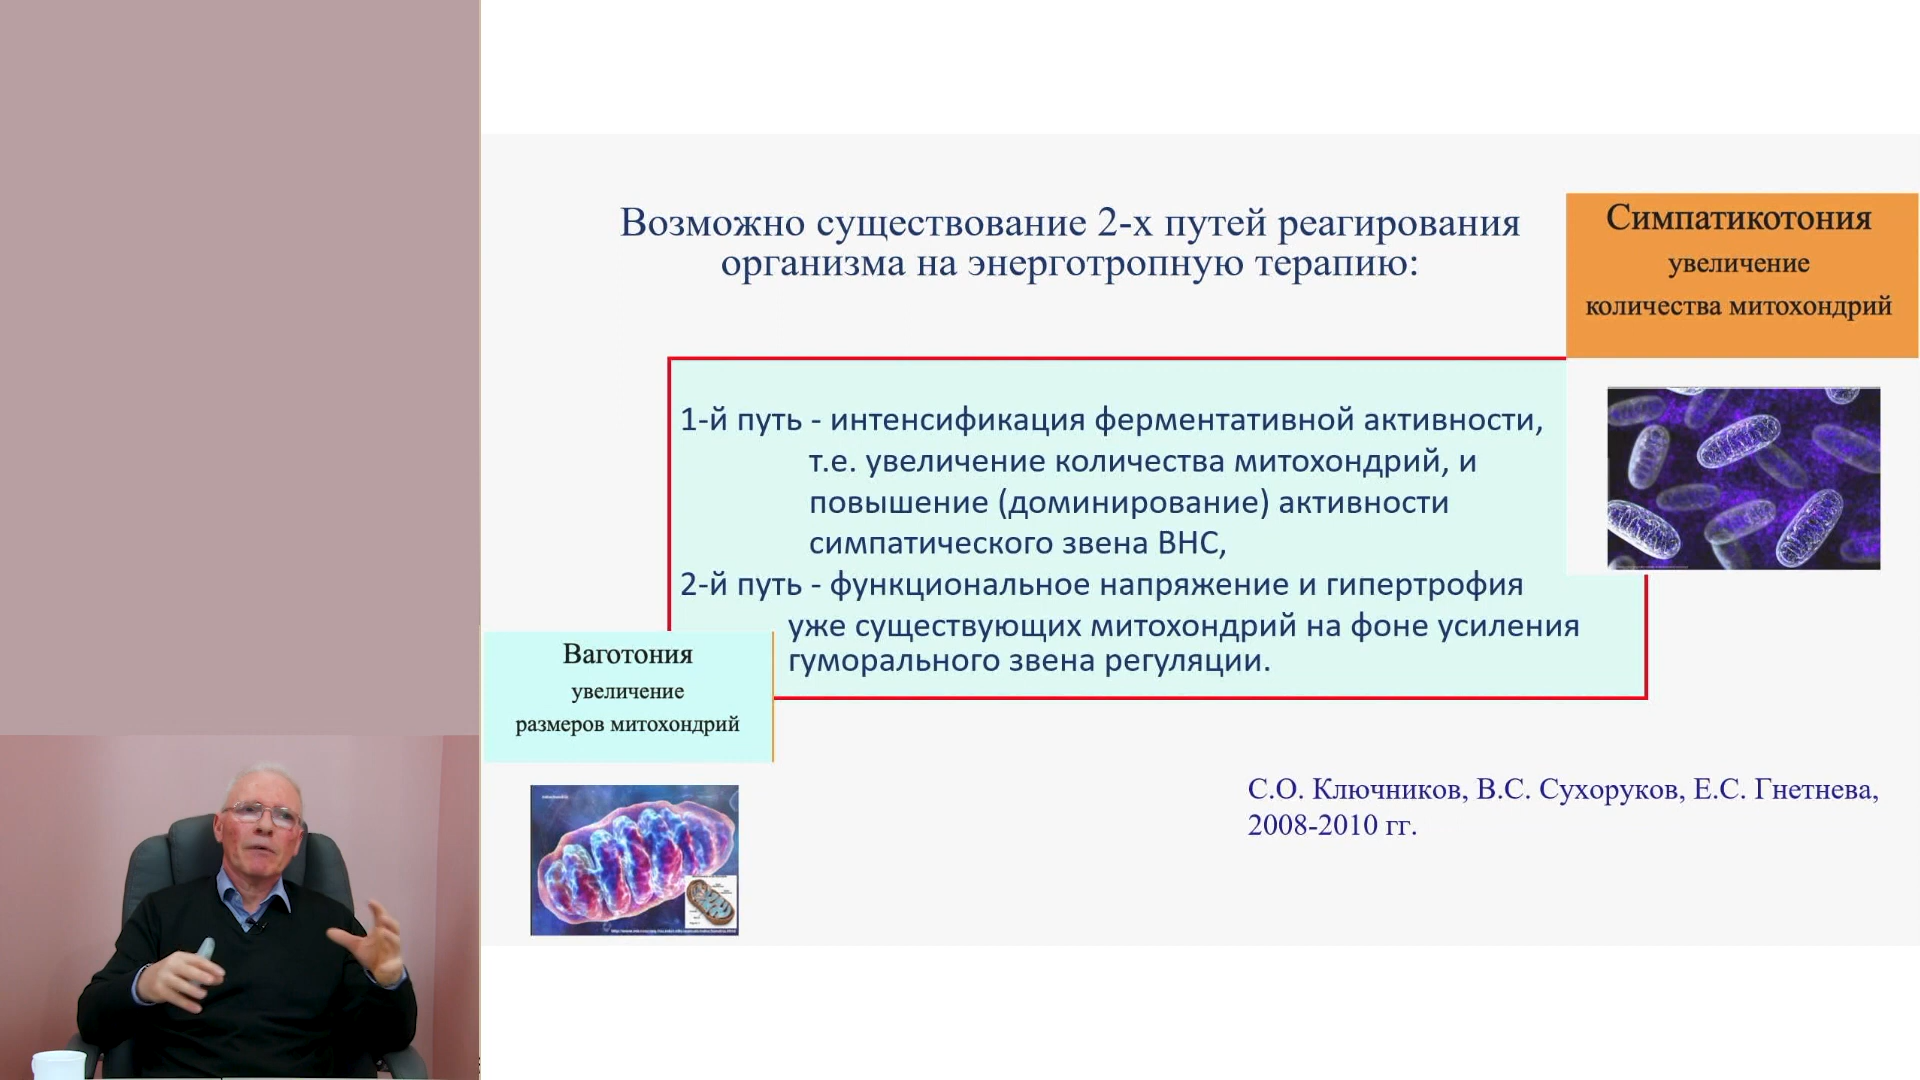 Возможно существование 2-х путей реагирования
организма на энерготропную терапию:
Симпатикотония
увеличение
количества митохондрий
1-й путь - интенсификация ферментативной активности,
т.е. увеличение количества митохондрий, и
повышение (доминирование) активности
симпатического звена ВНС,
2-й путь - функциональное напряжение и гипертрофия
уже существующих митохондрий на фоне усиления
гуморального звена регуляции.
Ваготония
увеличение
размеров митохондрий
С.О. Ключников, В.С. Сухоруков, Е.С. Гнетнева,
2008-2010 гг.